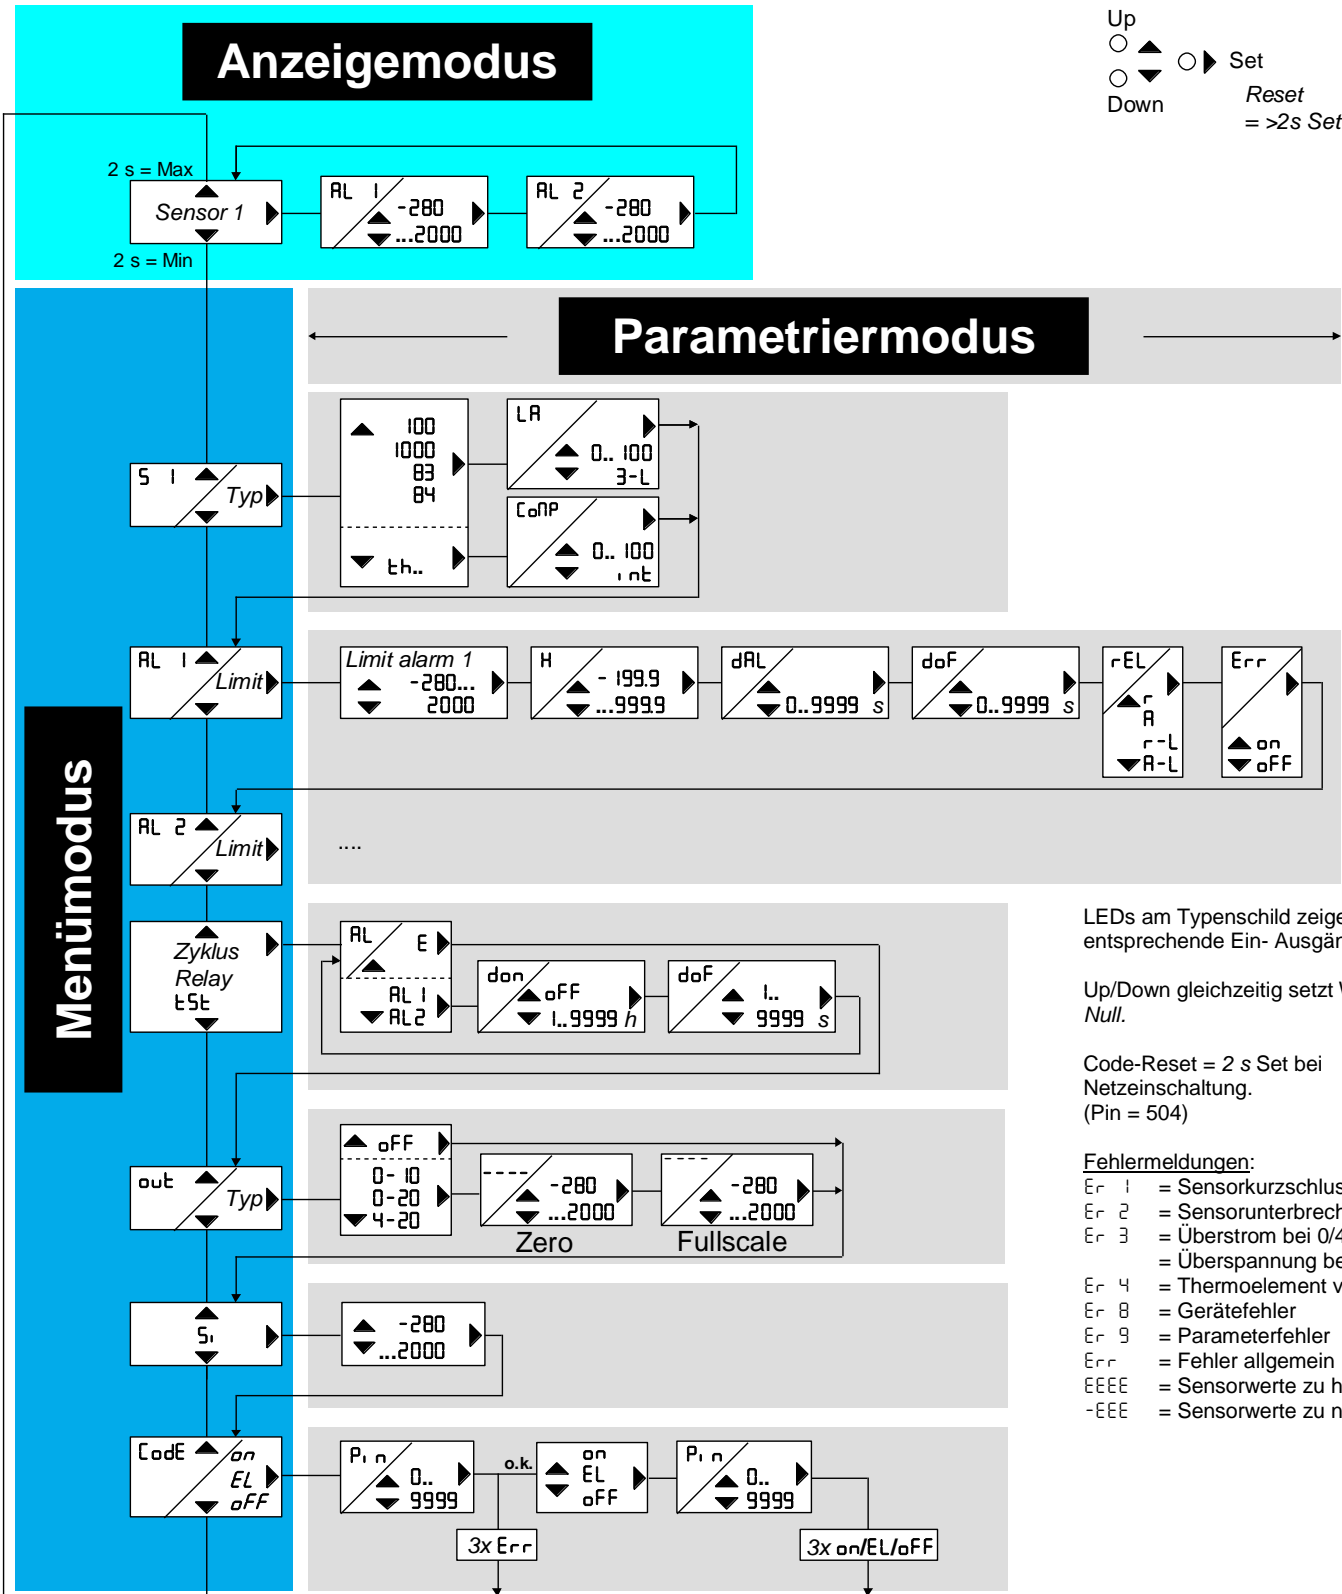 Anzeigemodus
Up
Set
Down
Reset
= >2s Set
2 s = Max
Sensor 1
2 s = Min
AL 1
-280
...2000
AL 2
-280
...2000
Parametriermodus
Menümodus
S 1
Typ
100
1000
83
84
th..
LA
0.. 100
3-L
ConP
0.. 100
int
AL 1
Limit
Limit alarm 1
-280...
2000
H
- 199.9
...999.9
dAL
0..9999 s
doF
0..9999 s
rEL
r
A
r-L
A-L
Err
on
oFF
AL 2
Limit
....
Zyklus
Relay
tSt
AL
E
AL1
AL2
don
oFF
1..9999 h
doF
1..
9999 s
LEDs am Typenschild zeige
entsprechende Ein- Ausgän
Up/Down gleichzeitig setzt
Null.
Code-Reset = 2 s Set bei
Netzeinschaltung.
(Pin = 504)
out
Typ
oFF
0- 10
0-20
4-20
----
-280
...2000
Zero
----
-280
...2000
Fullscale
Fehlermeldungen:
Er 1 = Sensorkurzschlus
Er 2 = Sensorunterbrech
Er 3 = Überstrom bei 0/4
= Überspannung be
Er 4 = Thermoelement v
Er 8 = Gerätefehler
Er 9 = Parameterfehler
Err = Fehler allgemein
EEEE = Sensorwerte zu h
-EEE = Sensorwerte zu n
Si
-280
...2000
CodE
on
EL
oFF
Pin
0..
9999
o.k.
on
EL
oFF
Pin
0..
9999
3x Err
3x on/EL/oFF